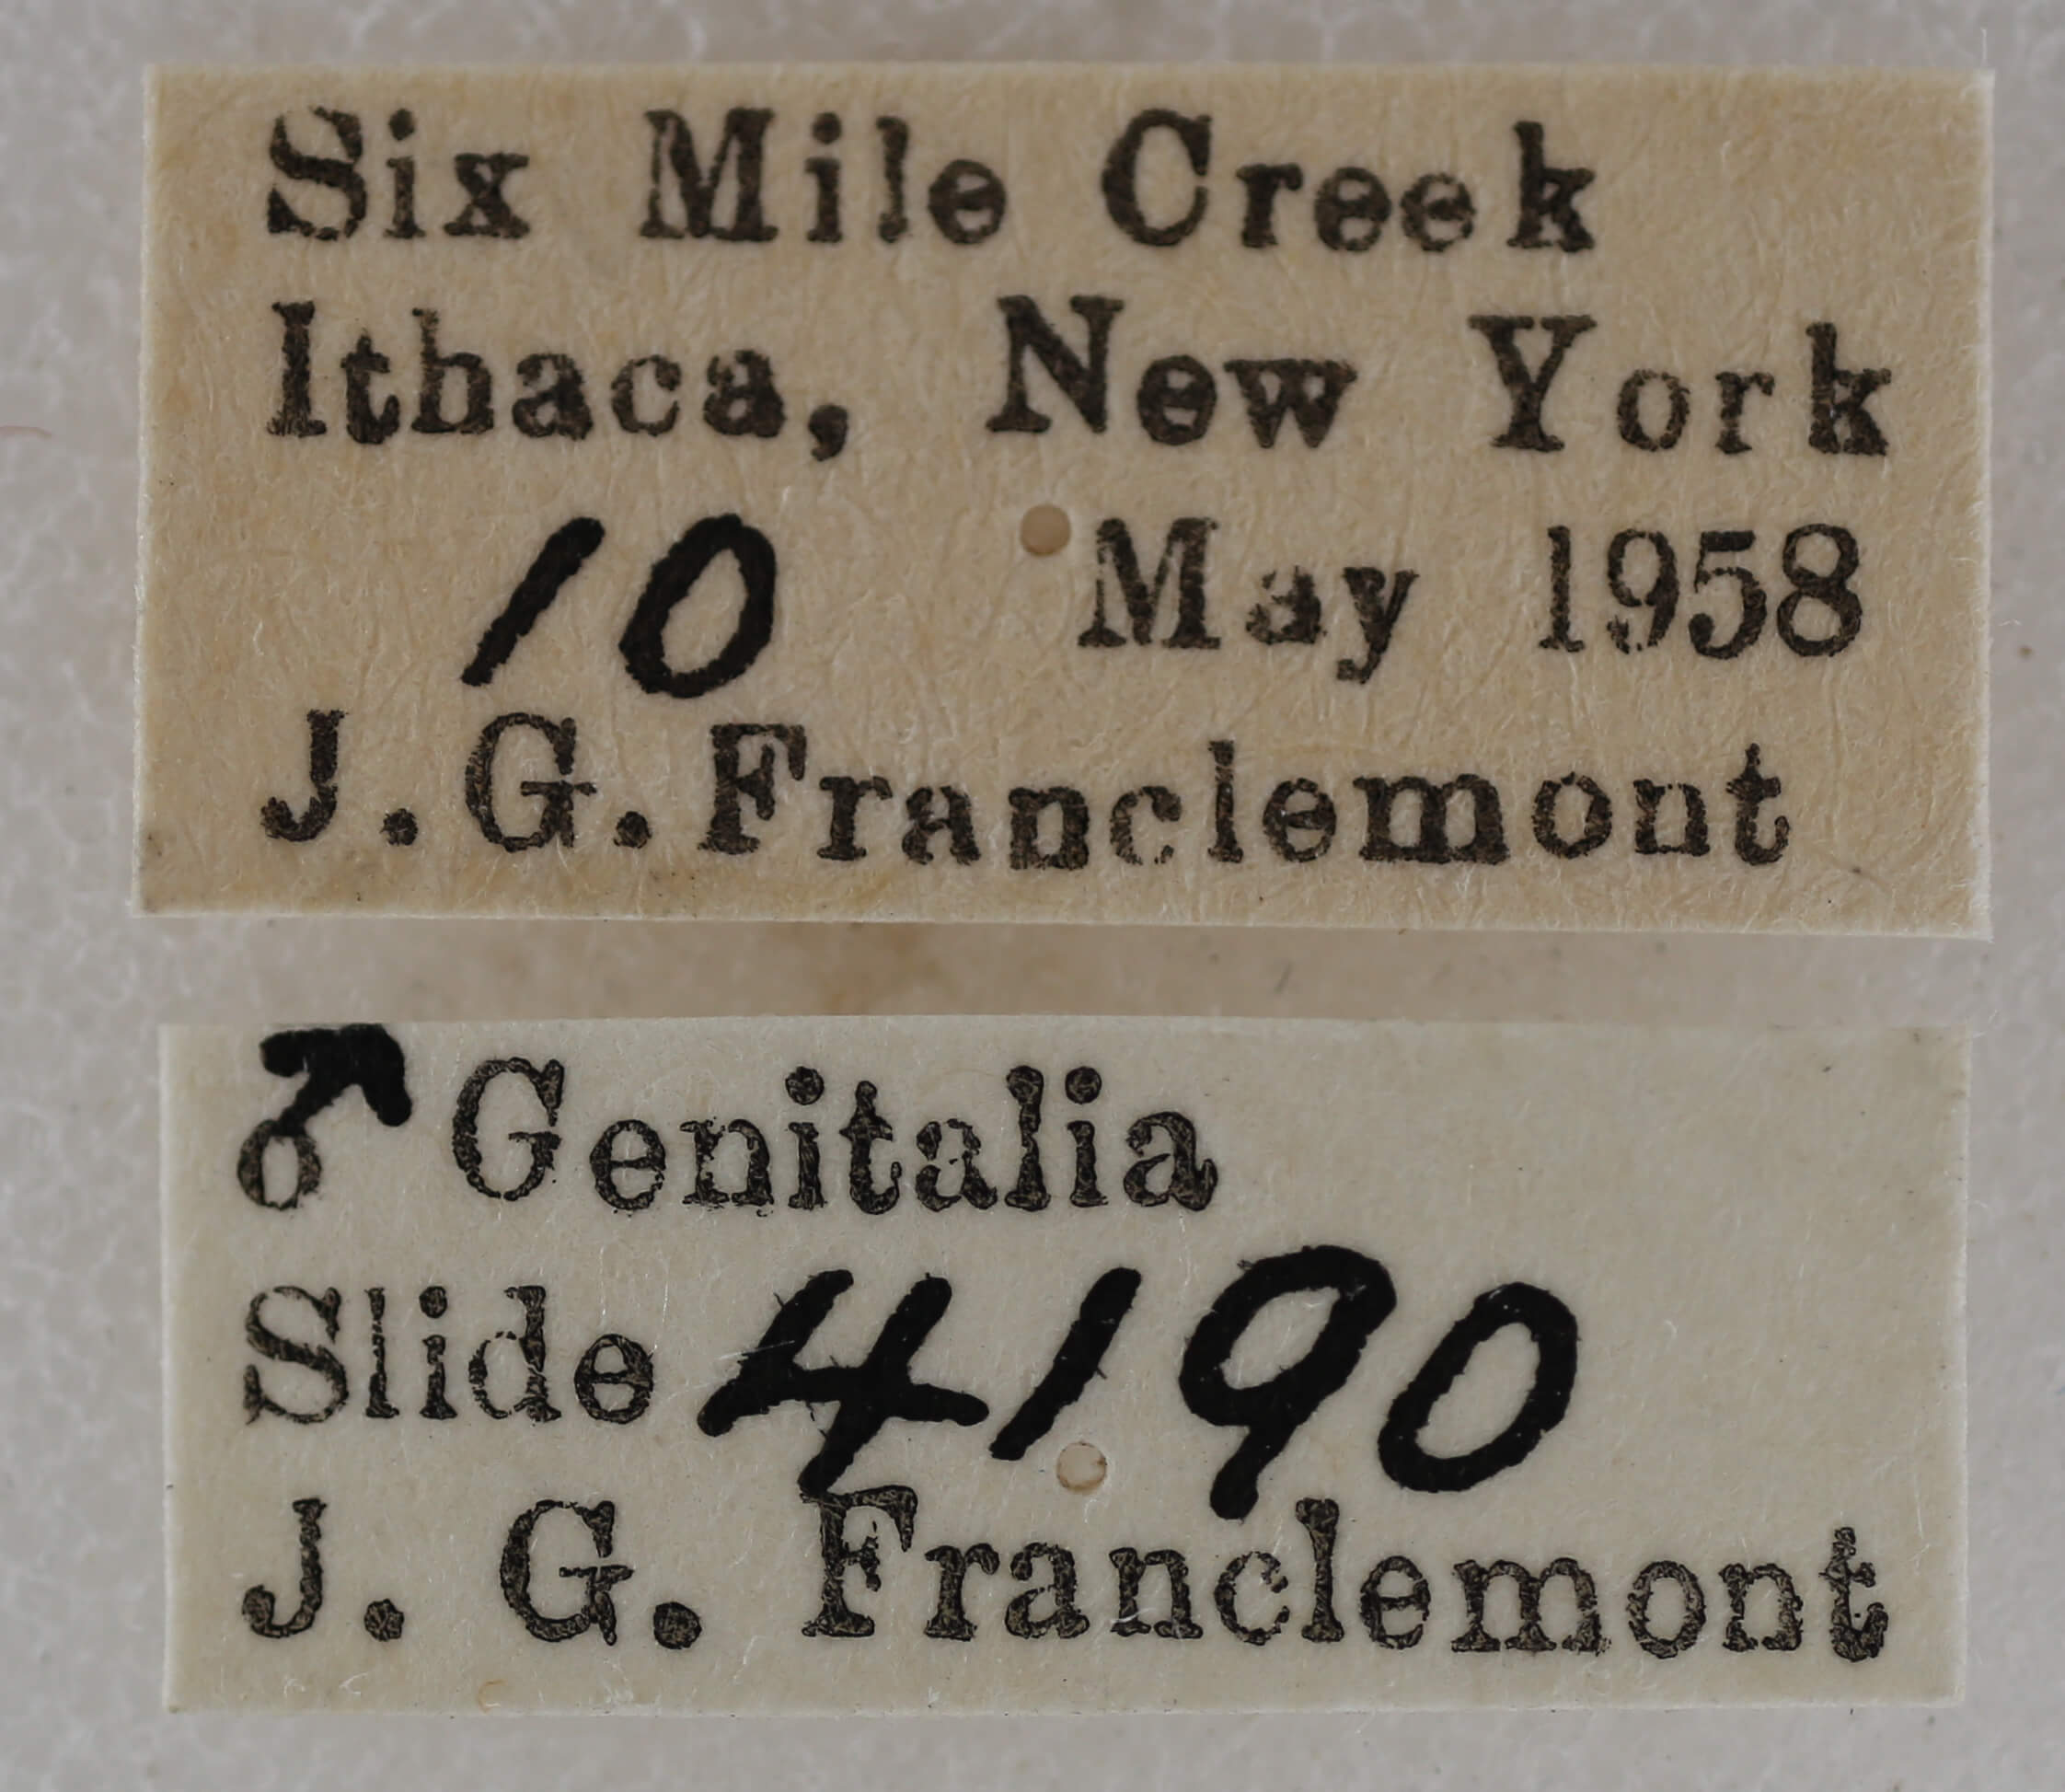 Six Mile Creek
Ithaca, New York
10 May 1958
J.G.Franclemont
♂ Genitalia
Slide 4190
J. G. Franclemont